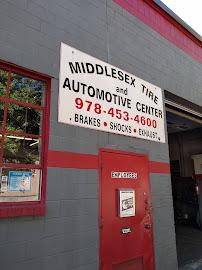 MIDDLESEX TIRE
and
AUTOMOTIVE CENTER
978-453-4600
BRAKES • SHOCKS • EXHAUST
EMPLOYEES